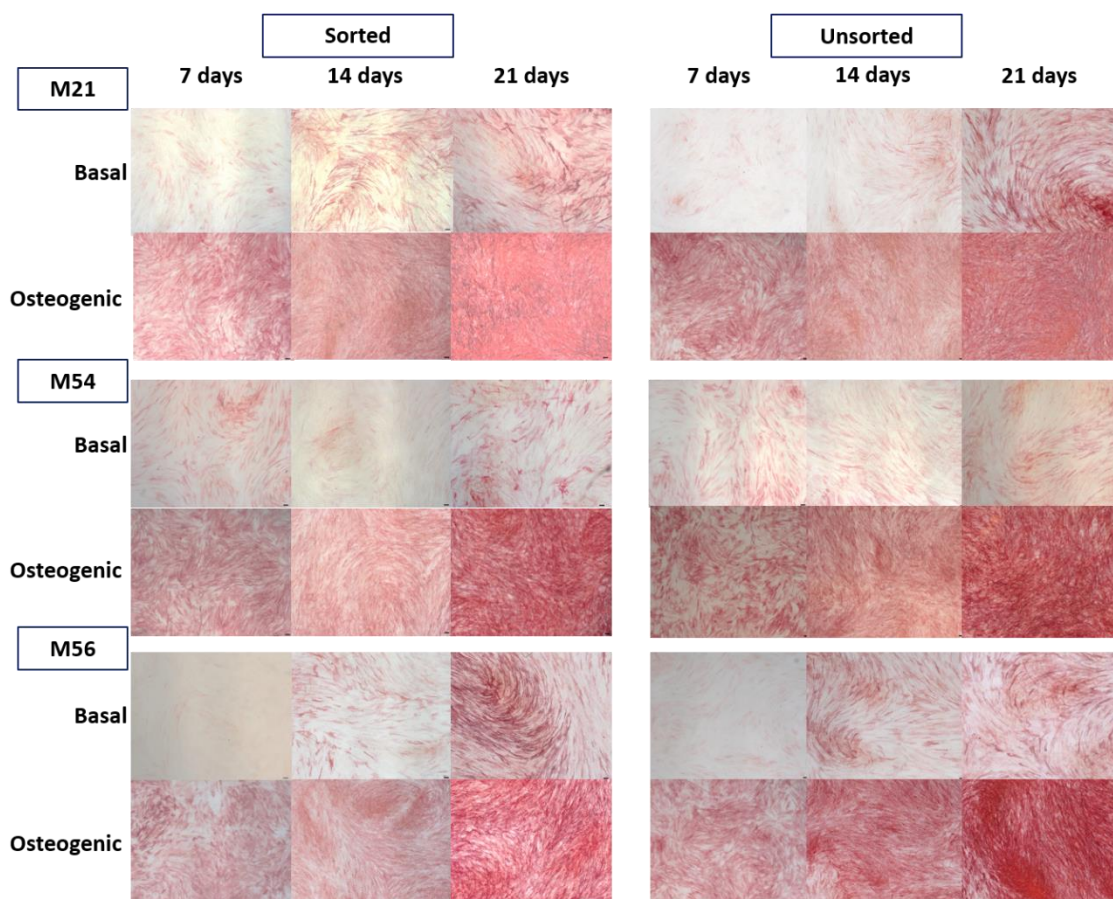 Sorted Unsorted
M21 7 days 14 days 21 days 7 days 14 days 21 days
Basal
Osteogenic
M54
Basal
Osteogenic
M56
Basal
Osteogenic